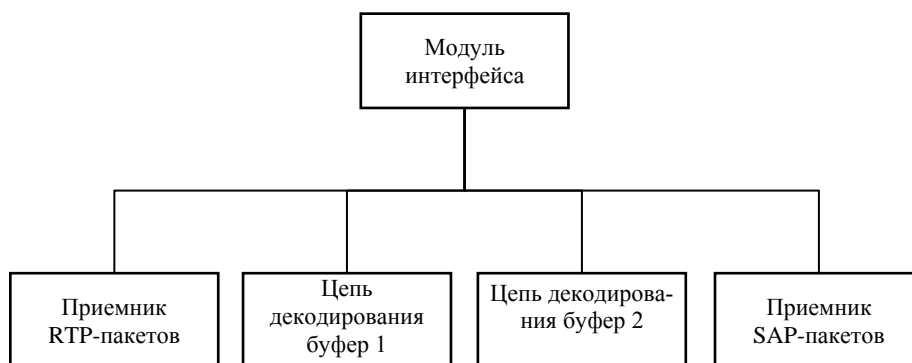 Модуль
интерфейса
Приемник
RTP-пакетов
Цепь
декодирования
буфер 1
Цепь декодирова-
ния буфер 2
Приемник
SAP-пакетов